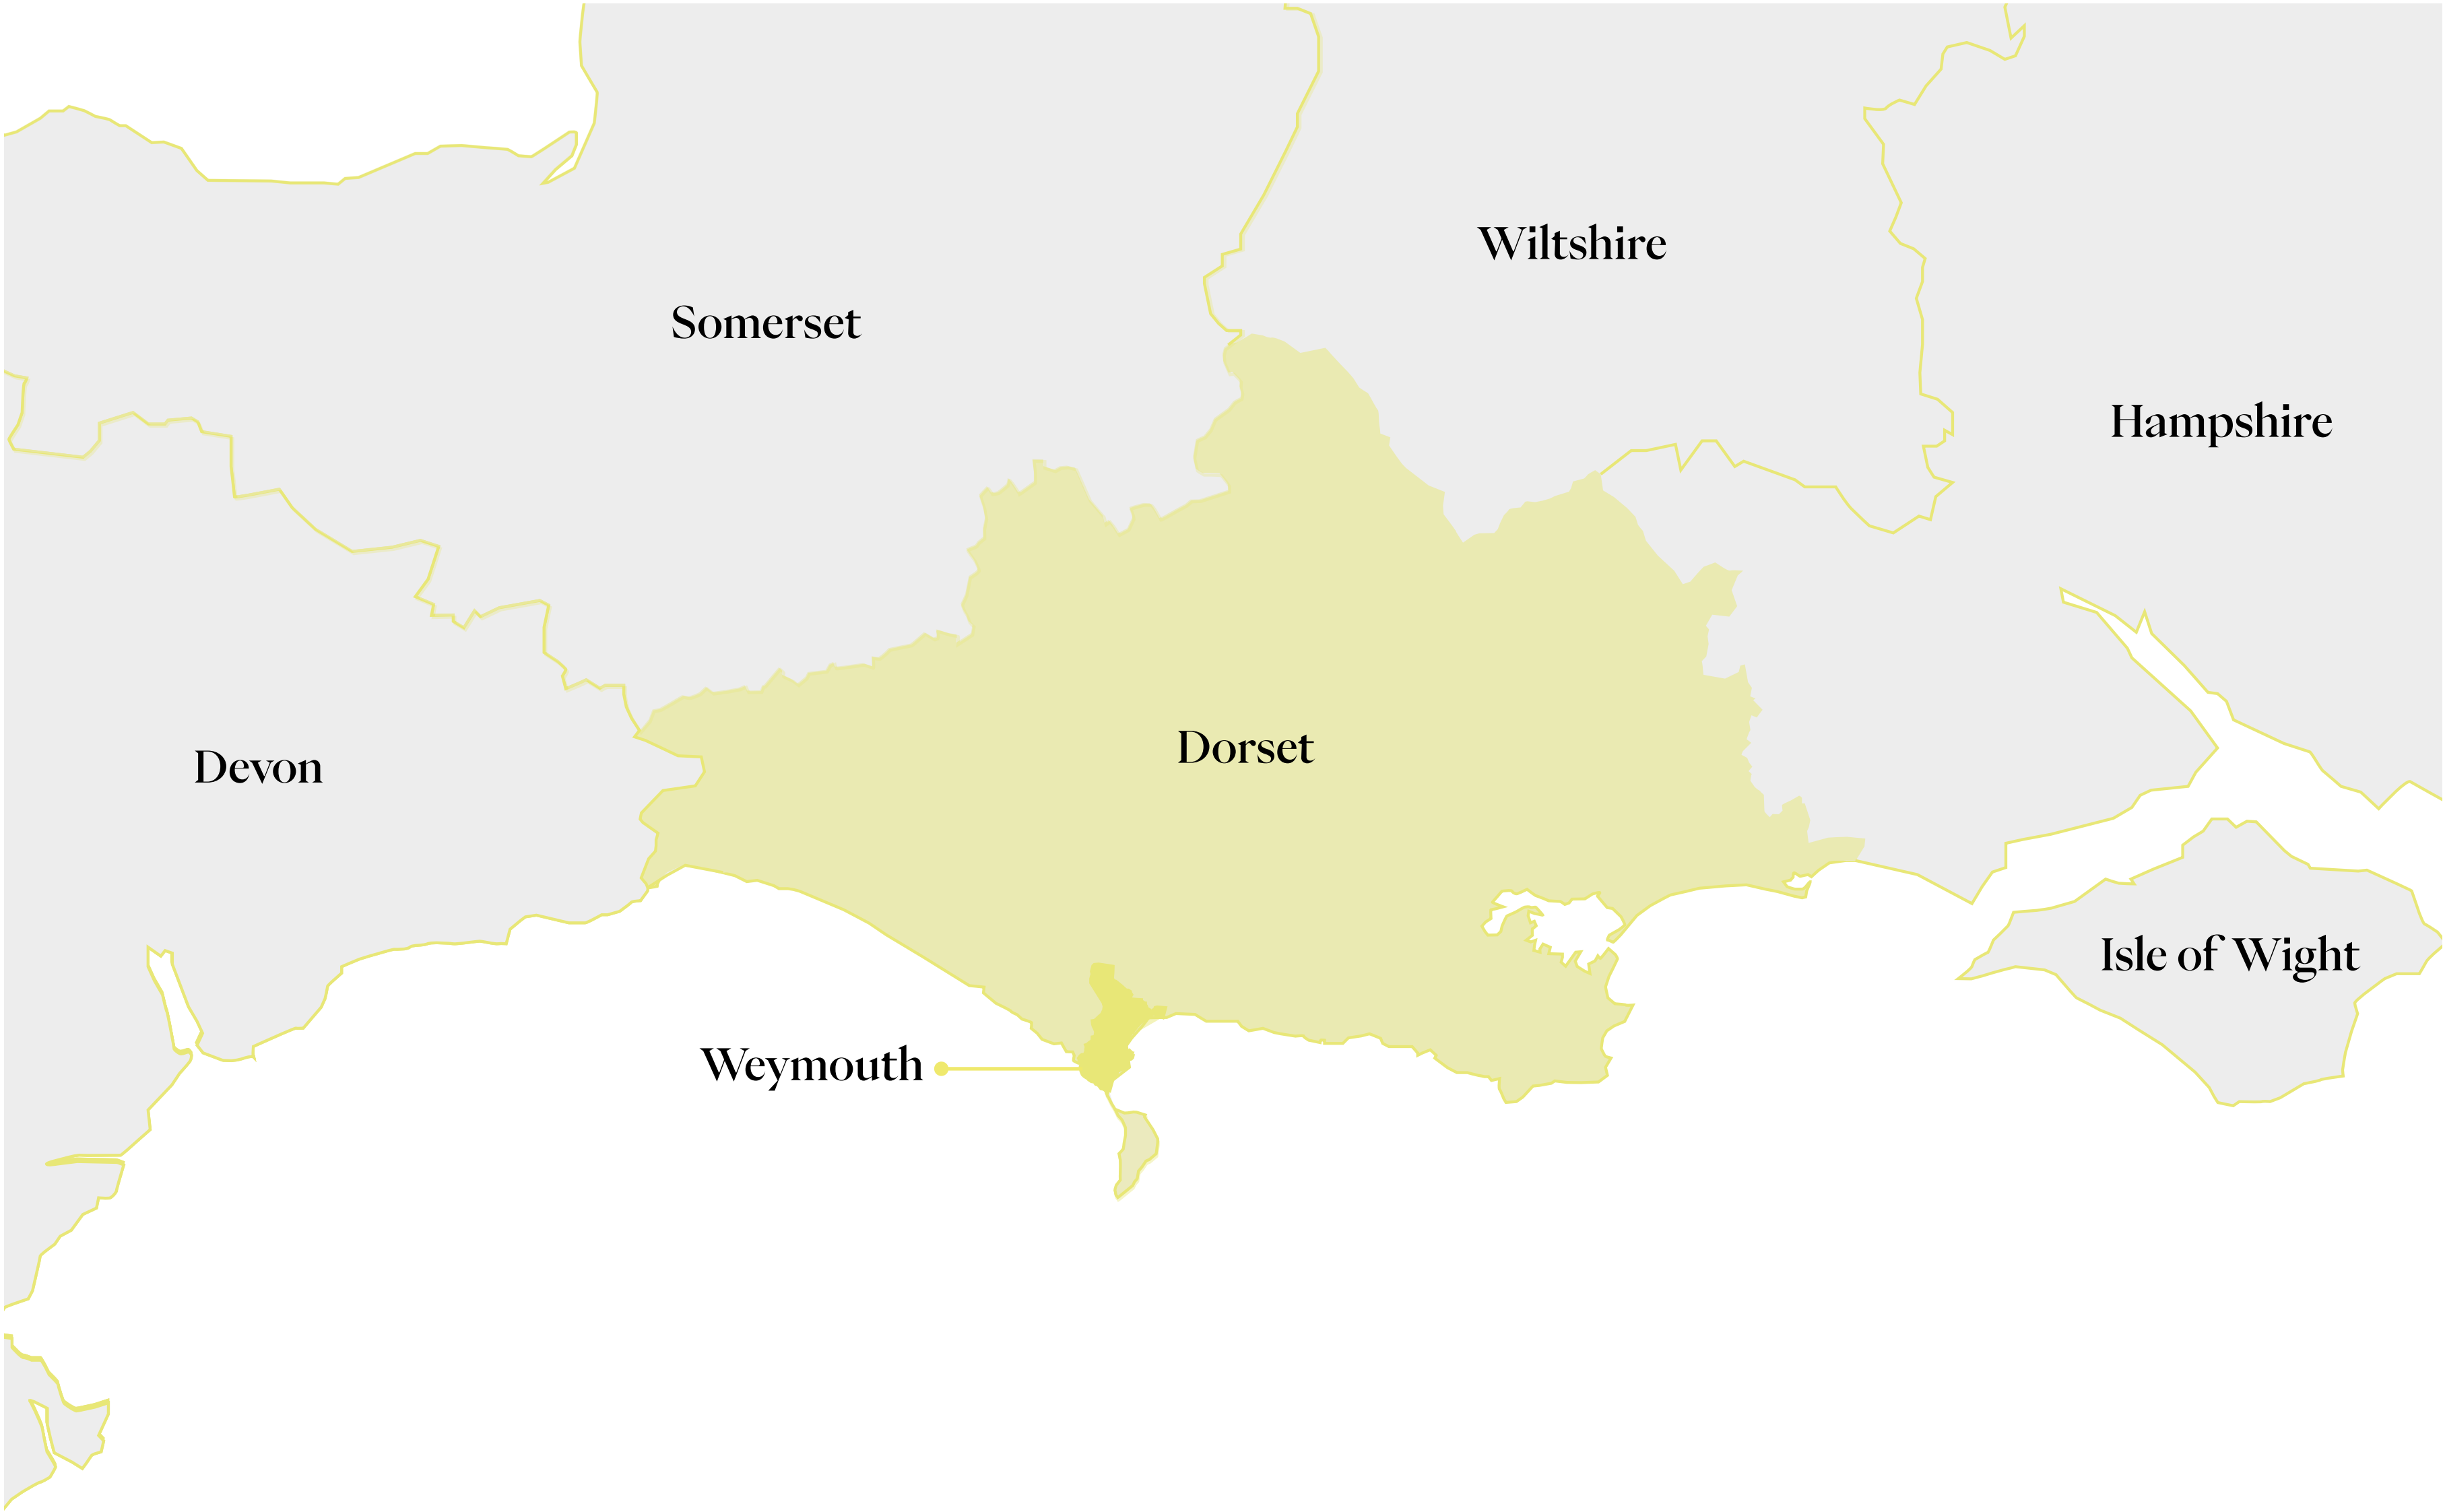 Wiltshire
Somerset
Hampshire
Dorset
Devon
Isle of Wight
Weymouth